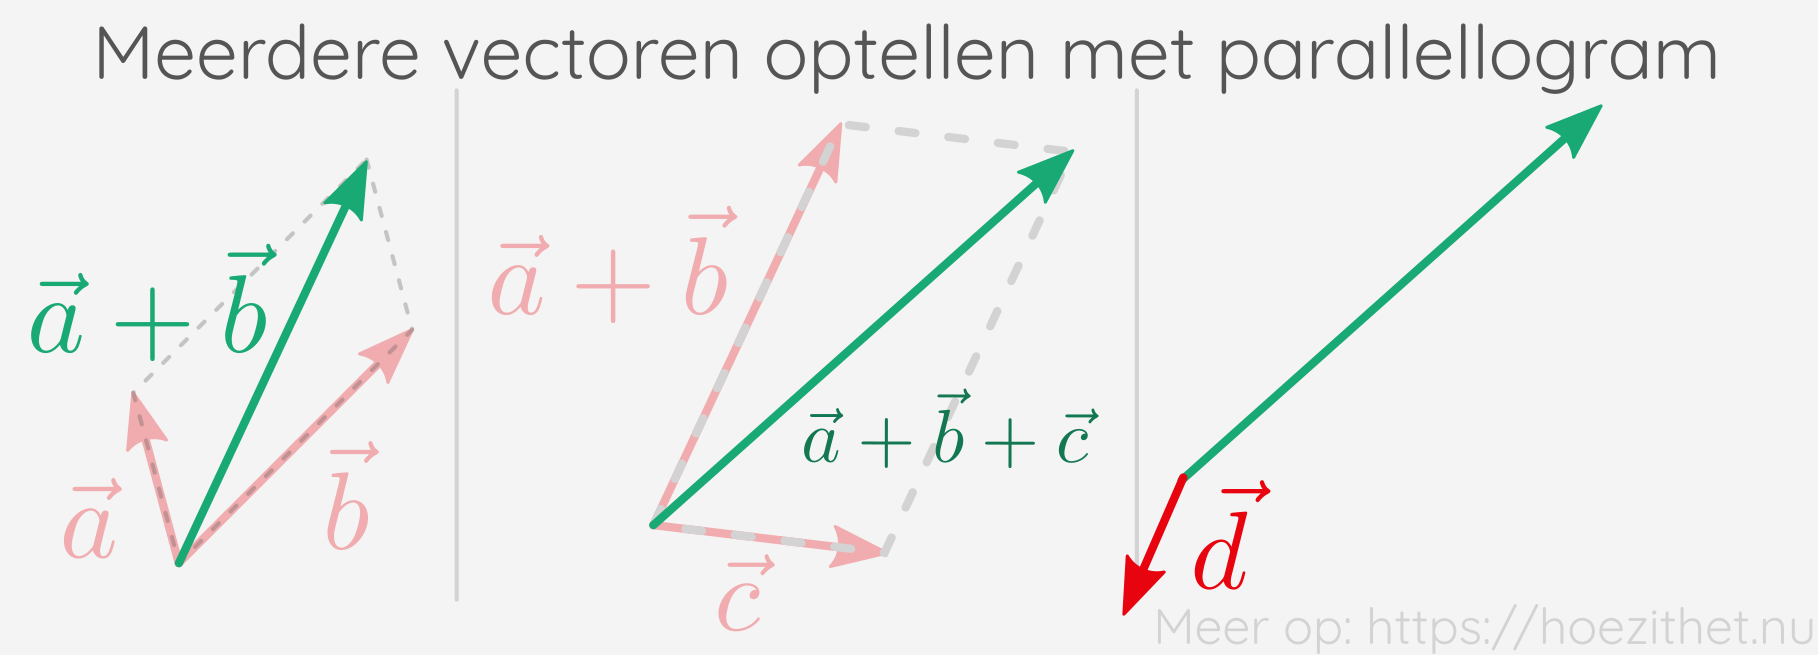 Meerdere vectoren optellen met parallellogram
$\vec{a} + \vec{b}$
$\vec{a}$
$\vec{b}$
$\vec{a} + \vec{b}$
$\vec{a} + \vec{b} + \vec{c}$
$\vec{c}$
$\vec{d}$
Meer op: https://hoezithet.nu